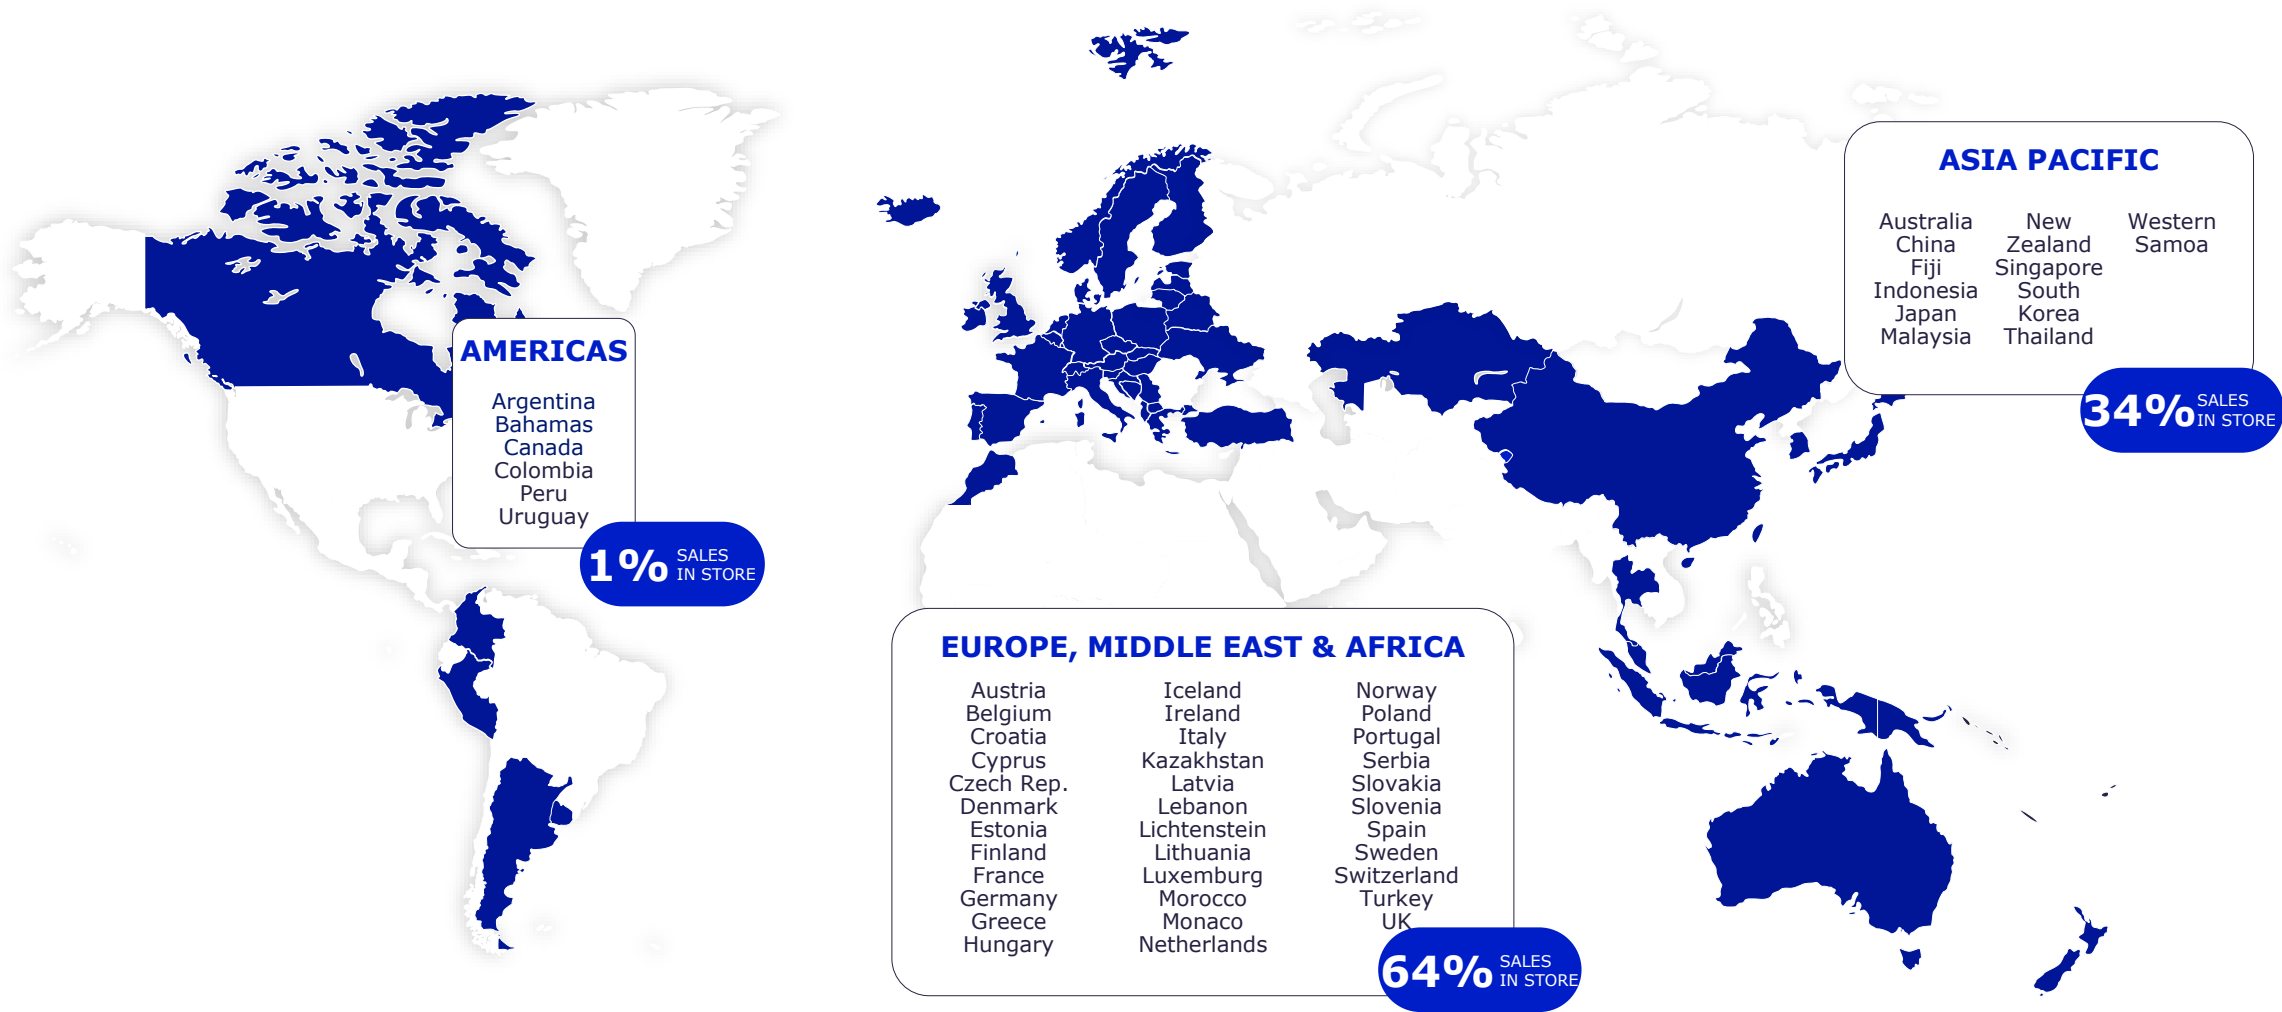 AMERICAS
Argentina
Bahamas
Canada
Colombia
Peru
Uruguay
1% SALES
IN STORE
EUROPE, MIDDLE EAST & AFRICA
Austria
Belgium
Croatia
Cyprus
Czech Rep.
Denmark
Estonia
Finland
France
Germany
Greece
Hungary
Iceland
Ireland
Italy
Kazakhstan
Latvia
Lebanon
Lichtenstein
Lithuania
Luxemburg
Morocco
Monaco
Netherlands
Norway
Poland
Portugal
Serbia
Slovakia
Slovenia
Spain
Sweden
Switzerland
Turkey
UK
64% SALES
IN STORE
ASIA PACIFIC
Australia
China
Fiji
Indonesia
Japan
Malaysia
New
Zealand
Singapore
South
Korea
Thailand
Western
Samoa
34% SALES
IN STORE